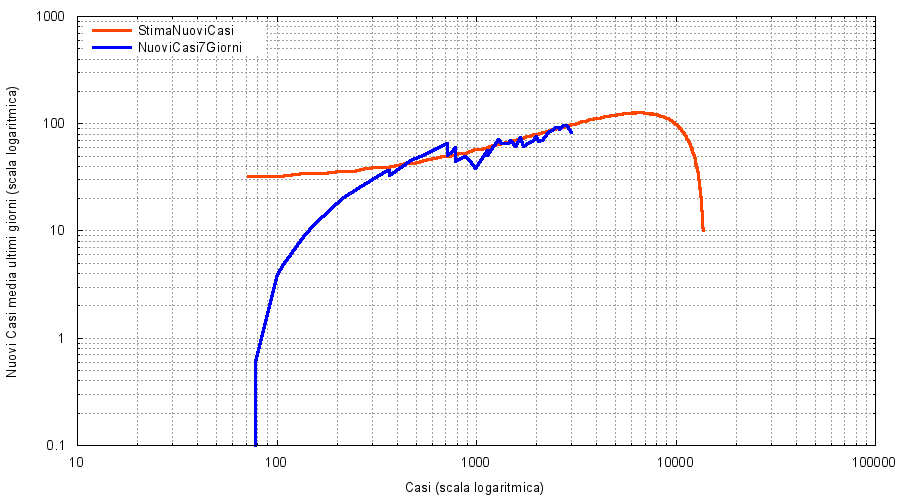 1000
100
10
1
0.1
StimaNuoviCasi
NuoviCasi7Giorni
Nuovi Casi media ultimi giorni (scala logaritmica)
10
100
1000
10000
100000
Casi (scala logaritmica)